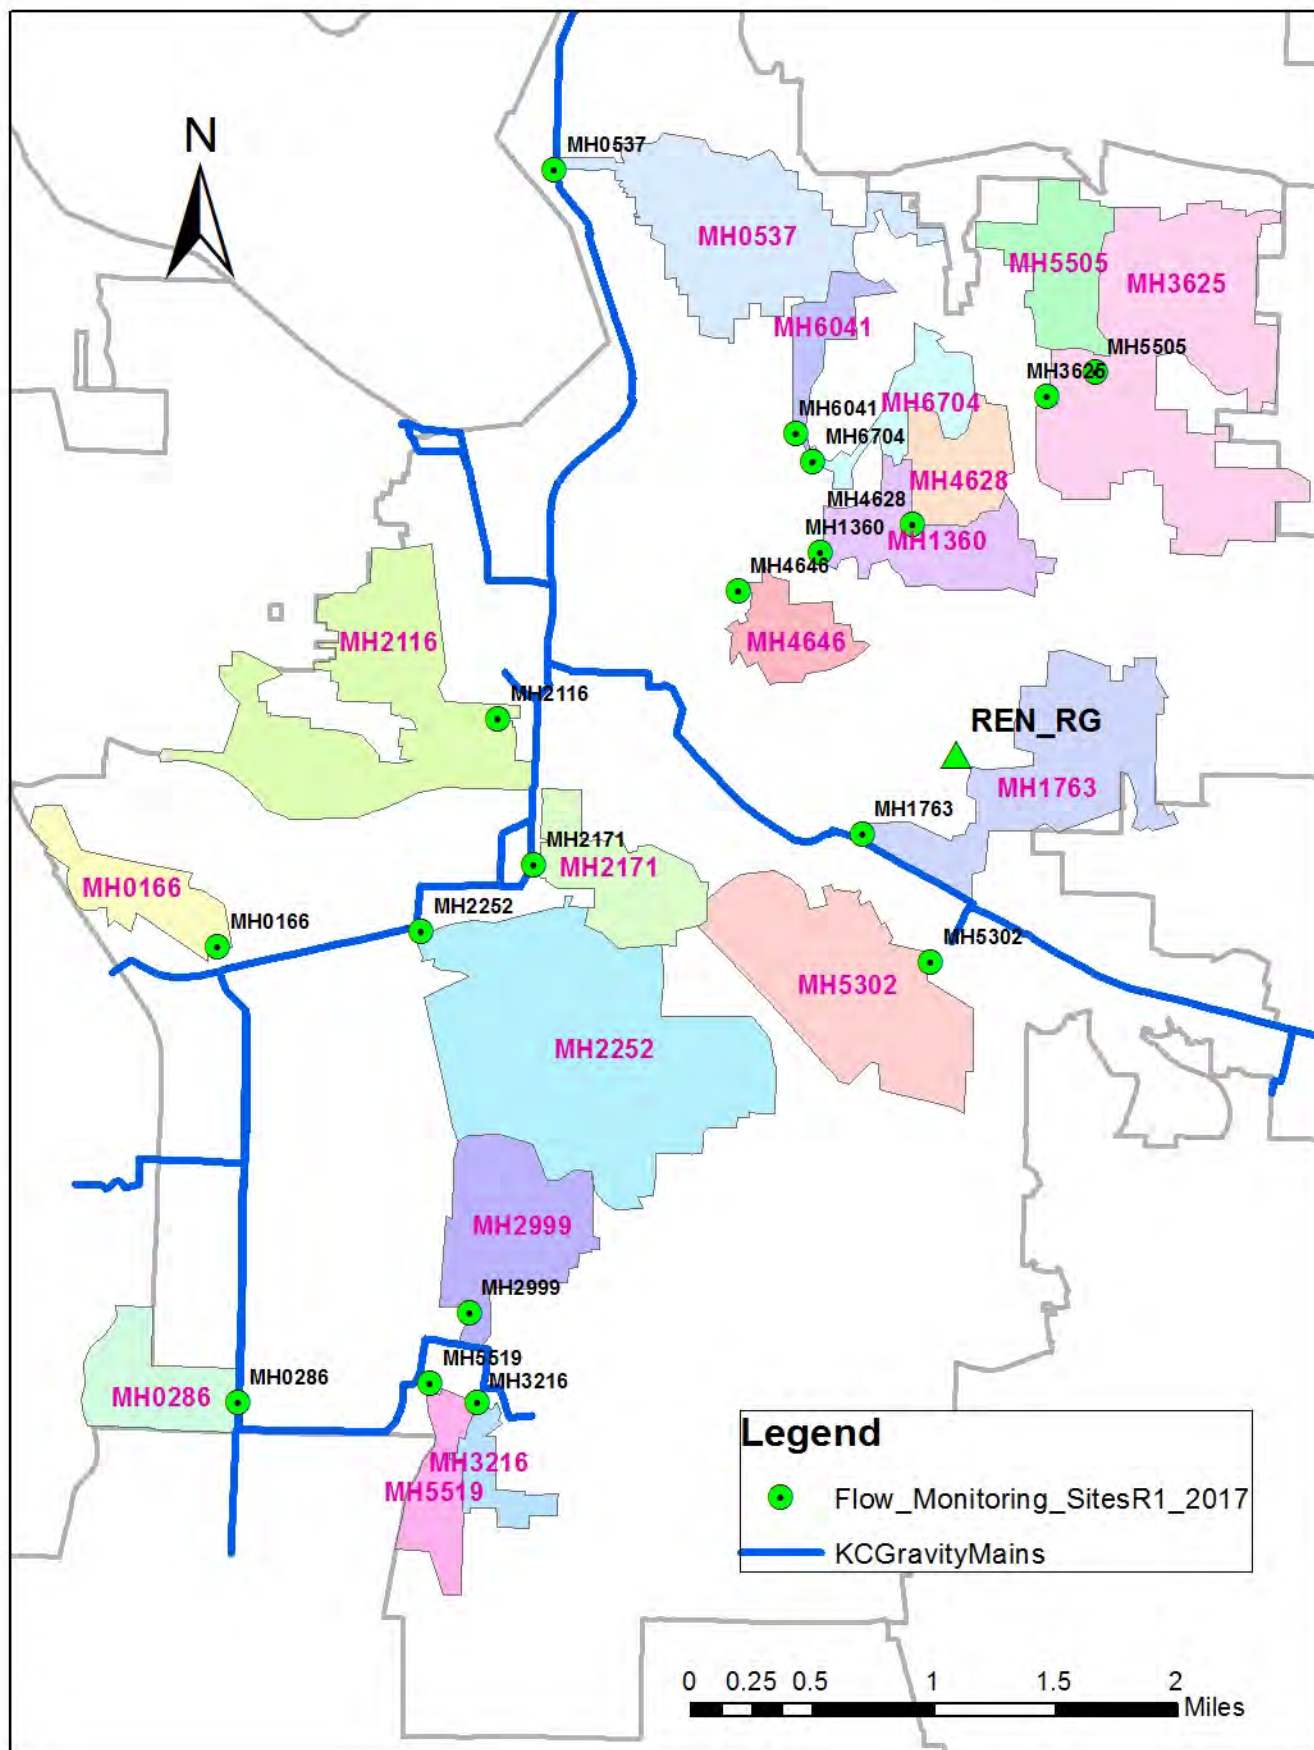 N
MH0537
MH0537
MH5505
MH3625
MH6041
MH5505
MH3625
MH6704
MH6041
MH6704
MH4628
MH4628
MH1360
MH1360
MH4646
MH4646
MH2116
MH2116
REN_RG
MH1763
MH1763
MH2171
MH2171
MH0166
MH0166
MH2252
MH5302
MH5302
MH2252
MH2999
MH2999
MH5519
MH3216
MH0286
MH0286
MH3216
MH5519
Legend
Flow_Monitoring_SitesR1_2017
KCGravityMains
0 0.25 0.5 1 1.5 2
Miles